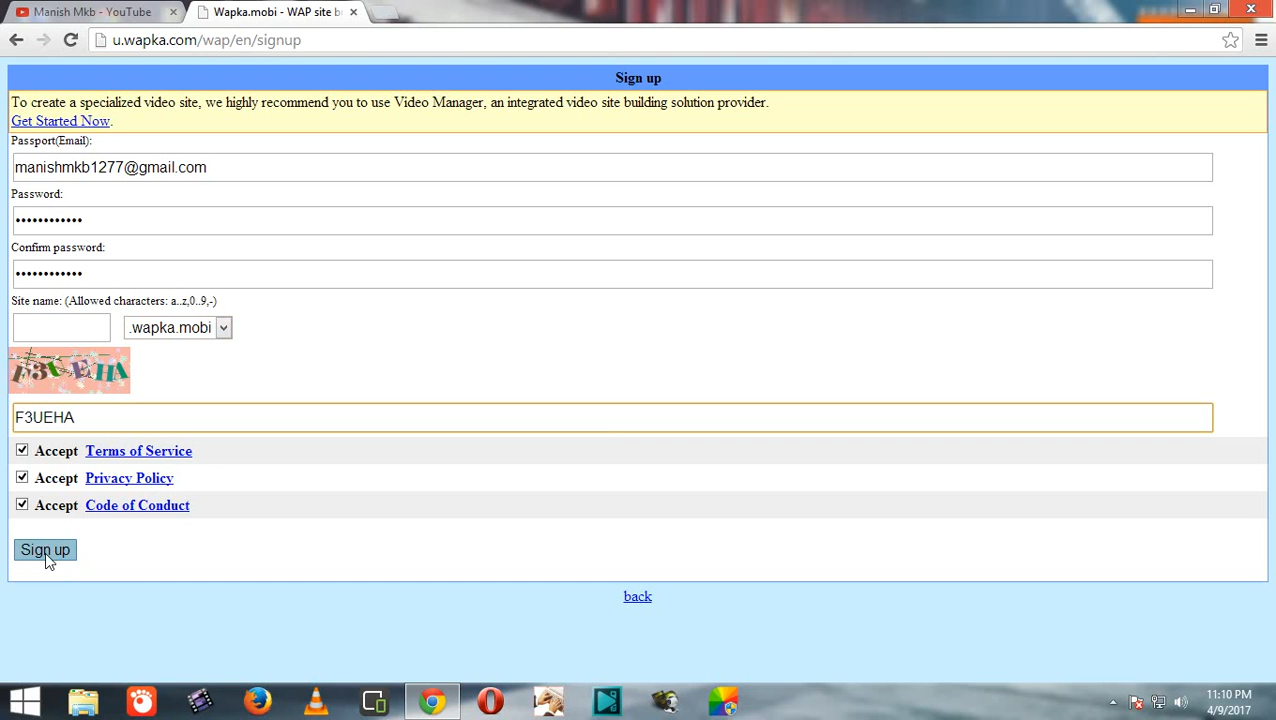 Manish Mkb - YouTube
Wapka.mobi - WAP site b
u.wapka.com/wap/en/signup
Sign up
To create a specialized video site, we highly recommend you to use Video Manager, an integrated video site building solution provider.
Get Started Now.
Passport(Email):
manishmkb1277@gmail.com
Password:
••••••••••••
Confirm password:
••••••••••••
Site name: (Allowed characters: a..z,0..9,-)
.wapka.mobi
F3UEHA
F3UEHA
Accept Terms of Service
Accept Privacy Policy
Accept Code of Conduct
Sign up
back
11:10 PM
4/9/2017